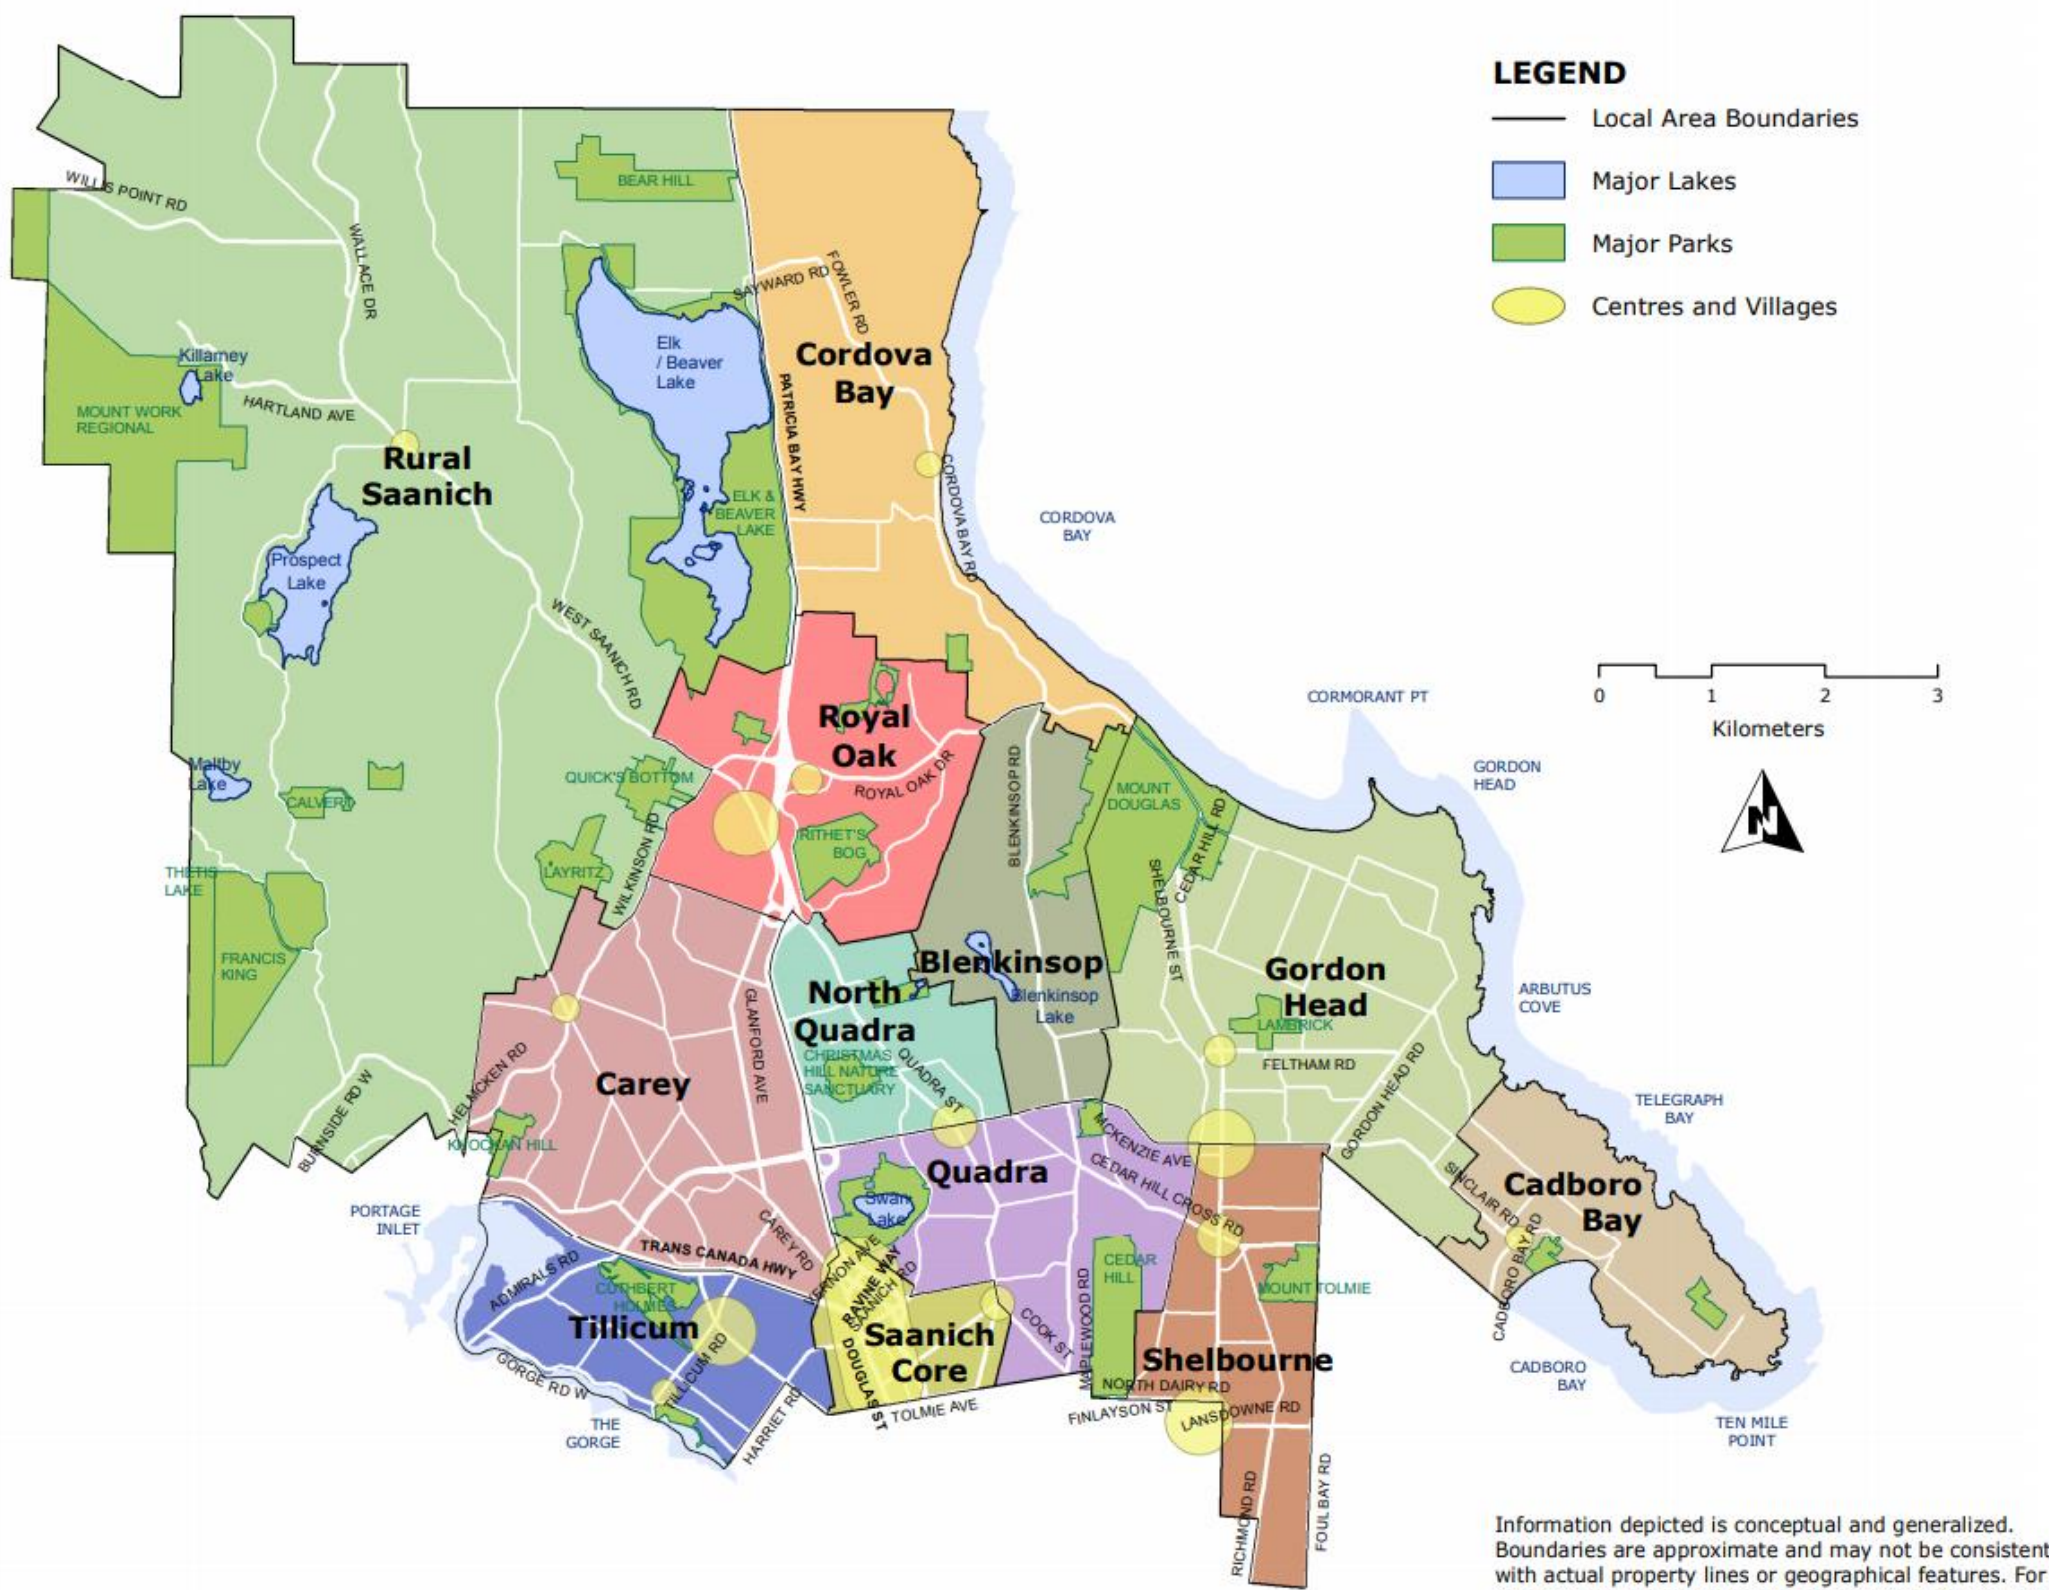 LEGEND
Local Area Boundaries
Major Lakes
Major Parks
Centres and Villages
WILLIS POINT RD
BEAR HILL
WALLACE DR
SAYWARD RD
FOWLER RD
Elk
/ Beaver
Lake
Cordova
Bay
Killarney
Lake
HARTLAND AVE
PATRICIA BAY HWY
MOUNT WORK
REGIONAL
Rural
Saanich
ELK &
BEAVER
LAKE
CORDOVA BAY RD
CORDOVA
BAY
Prospect
Lake
WEST SAANICH RD
0 1 2 3
Kilometers
N
CORMORANT PT
Royal
Oak
ROYAL OAK DR
BLENKINSOP RD
GORDON
HEAD
MOUNT
DOUGLAS
Maltby
Lake
CALVERT
QUICK'S BOTTOM
WILKINSON RD
RITHET'S
BOG
CEDAR HILL RD
SHELBOURNE ST
THETIS
LAKE
LAYRITZ
FRANCIS
KING
Blenkinsop
Blenkinsop
Lake
North
Quadra
CHRISTMAS
HILL NATURE
SANCTUARY
QUADRA ST
GLANFORD AVE
Gordon
Head
LAMBRICK
FELTHAM RD
GORDON HEAD RD
ARBUTUS
COVE
TELEGRAPH
BAY
Carey
HELMCKEN RD
BURNSIDE RD W
KNOCKAN HILL
MCKENZIE AVE
CEDAR HILL CROSS RD
Quadra
Swan
Lake
SINCLAIR RD
Cadboro
Bay
CADBORO BAY RD
PORTAGE
INLET
CAREY RD
TRANS CANADA HWY
VERNON AVE
RAVINE WAY
SAANICH RD
ADMIRALS RD
CUTHBERT
HOLMES
Tillicum
TILLICUM RD
GORGE RD W
THE
GORGE
HARRIET RD
DOUGLAS ST
Saanich
Core
TOLMIE AVE
COOK ST
MAPLEWOOD RD
CEDAR
HILL
MOUNT TOLMIE
Shelbourne
NORTH DAIRY RD
FINLAYSON ST
LANSDOWNE RD
RICHMOND RD
FOUL BAY RD
CADBORO
BAY
TEN MILE
POINT
Information depicted is conceptual and generalized.
Boundaries are approximate and may not be consistent
with actual property lines or geographical features. For